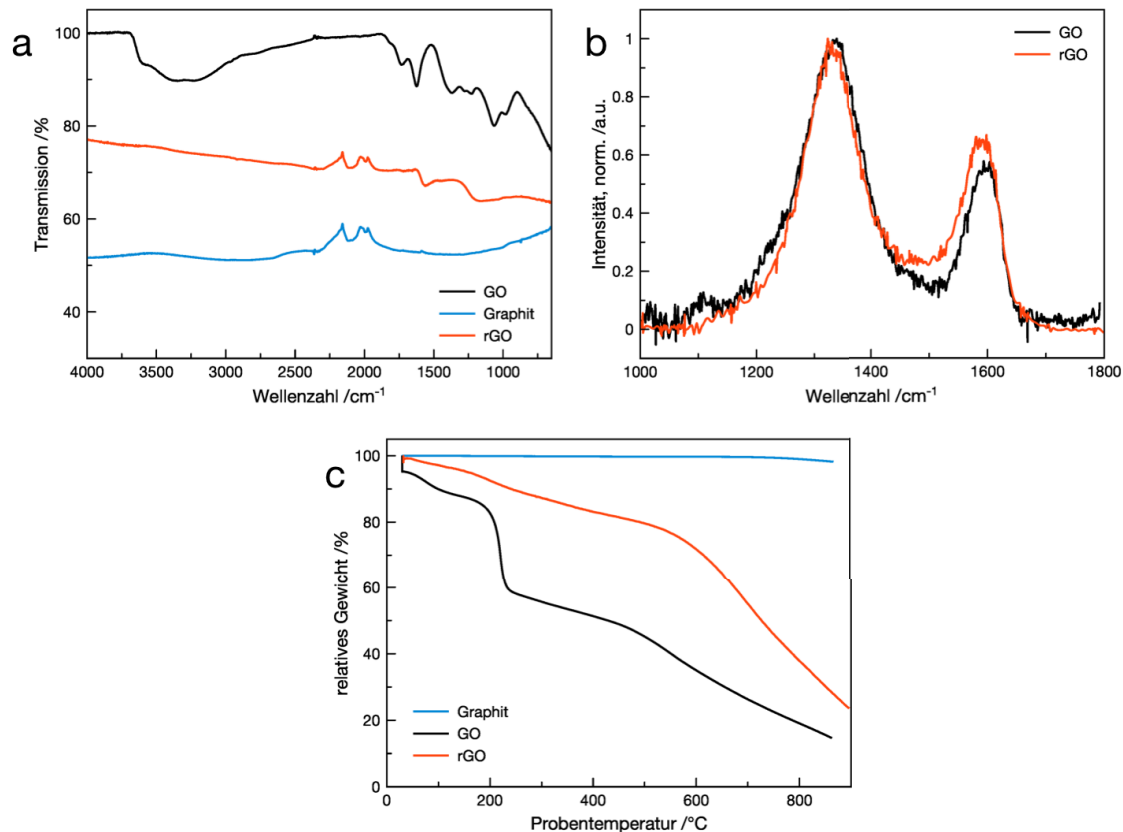 a
100
80
60
40
Transmission /%
GO
Graphit
rGO
4000 3500 3000 2500 2000 1500 1000
Wellenzahl /cm⁻¹
b
1
0.8
0.6
0.4
0.2
0
Intensität, norm. /a.u.
GO
rGO
1000 1200 1400 1600 1800
Wellenzahl /cm⁻¹
c
100
80
60
40
20
0
relatives Gewicht /%
Graphit
GO
rGO
0 200 400 600 800
Probentemperatur /°C